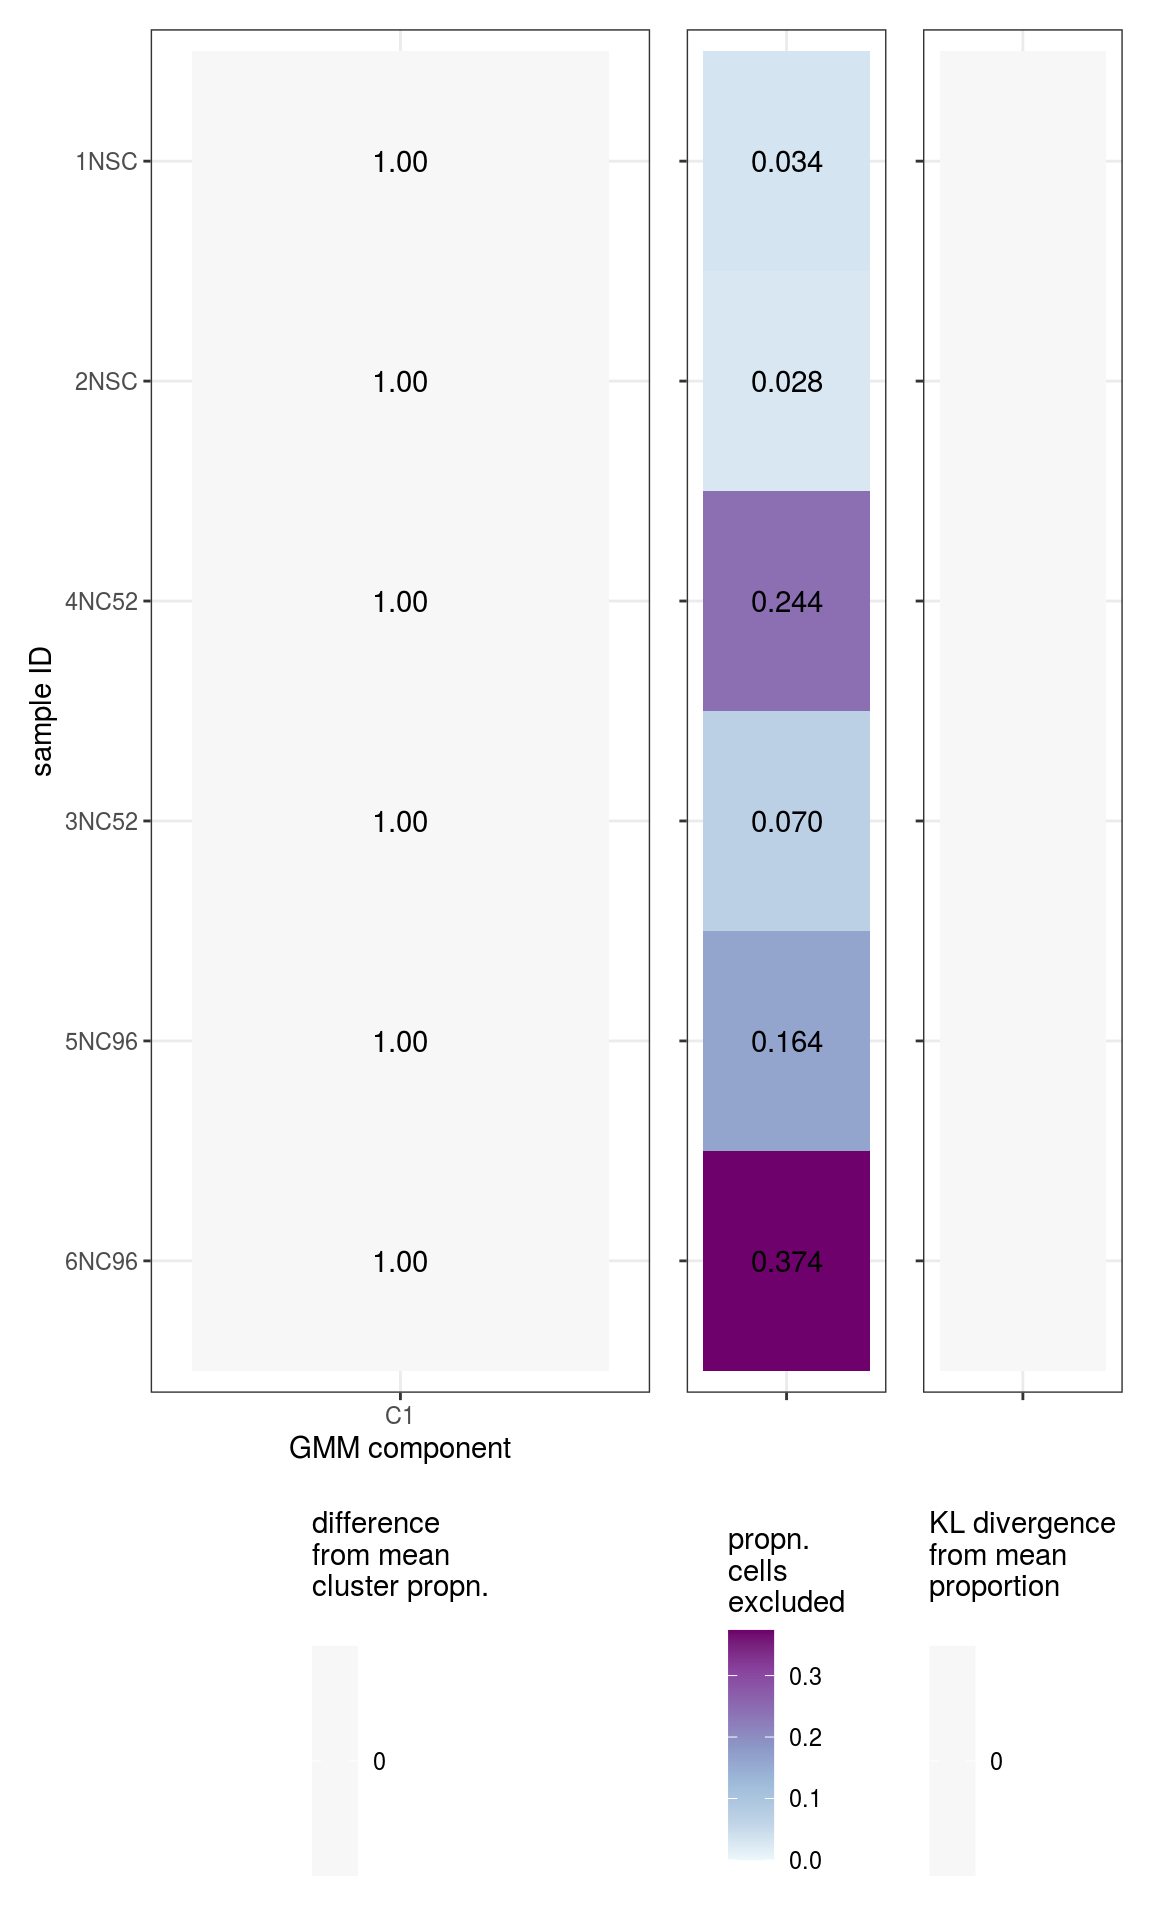 1NSC 1.00 0.034
2NSC 1.00 0.028
4NC52 1.00 0.244
3NC52 1.00 0.070
5NC96 1.00 0.164
6NC96 1.00 0.374
sample ID
C1
GMM component
difference
from mean
cluster propn.
0
propn.
cells
excluded
0.3
0.2
0.1
0.0
KL divergence
from mean
proportion
0